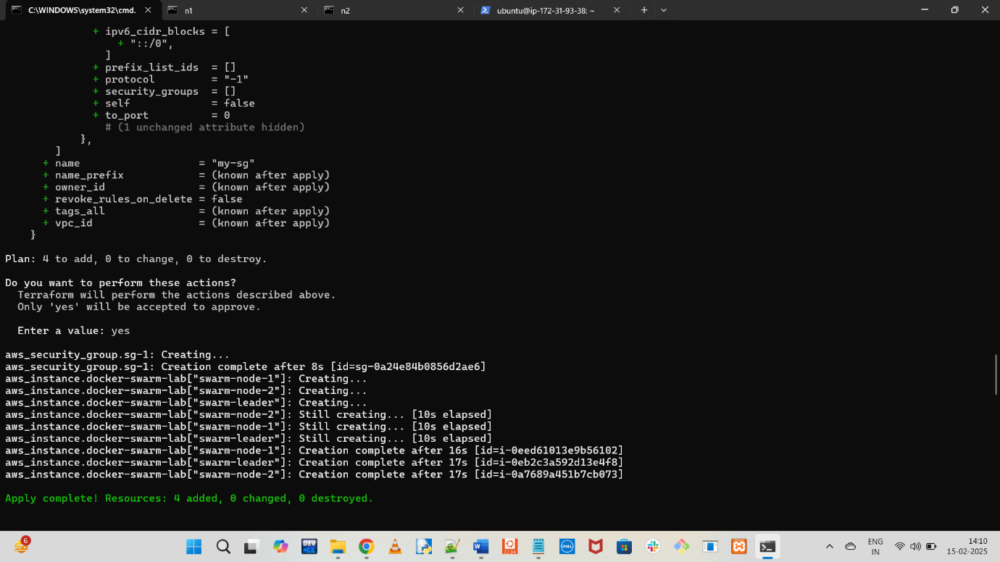 C:\WINDOWS\system32\cmd.
n1
n2
ubuntu@ip-172-31-93-38: ~
+ ipv6_cidr_blocks = [
+ "::/0",
]
+ prefix_list_ids = []
+ protocol = "-1"
+ security_groups = []
+ self = false
+ to_port = 0
# (1 unchanged attribute hidden)
},
]
+ name = "my-sg"
+ name_prefix = (known after apply)
+ owner_id = (known after apply)
+ revoke_rules_on_delete = false
+ tags_all = (known after apply)
+ vpc_id = (known after apply)
}
Plan: 4 to add, 0 to change, 0 to destroy.
Do you want to perform these actions?
Terraform will perform the actions described above.
Only 'yes' will be accepted to approve.
Enter a value: yes
aws_security_group.sg-1: Creating...
aws_security_group.sg-1: Creation complete after 8s [id=sg-0a24e84b0856d2ae6]
aws_instance.docker-swarm-lab["swarm-node-1"]: Creating...
aws_instance.docker-swarm-lab["swarm-node-2"]: Creating...
aws_instance.docker-swarm-lab["swarm-leader"]: Creating...
aws_instance.docker-swarm-lab["swarm-node-2"]: Still creating... [10s elapsed]
aws_instance.docker-swarm-lab["swarm-node-1"]: Still creating... [10s elapsed]
aws_instance.docker-swarm-lab["swarm-leader"]: Still creating... [10s elapsed]
aws_instance.docker-swarm-lab["swarm-node-1"]: Creation complete after 16s [id=i-0eed61013e9b56102]
aws_instance.docker-swarm-lab["swarm-leader"]: Creation complete after 17s [id=i-0eb2c3a592d13e4f8]
aws_instance.docker-swarm-lab["swarm-node-2"]: Creation complete after 17s [id=i-0a7689a451b7cb073]
Apply complete! Resources: 4 added, 0 changed, 0 destroyed.
6
DEV
22.04
DELL
ENG
IN
14:10
15-02-2025